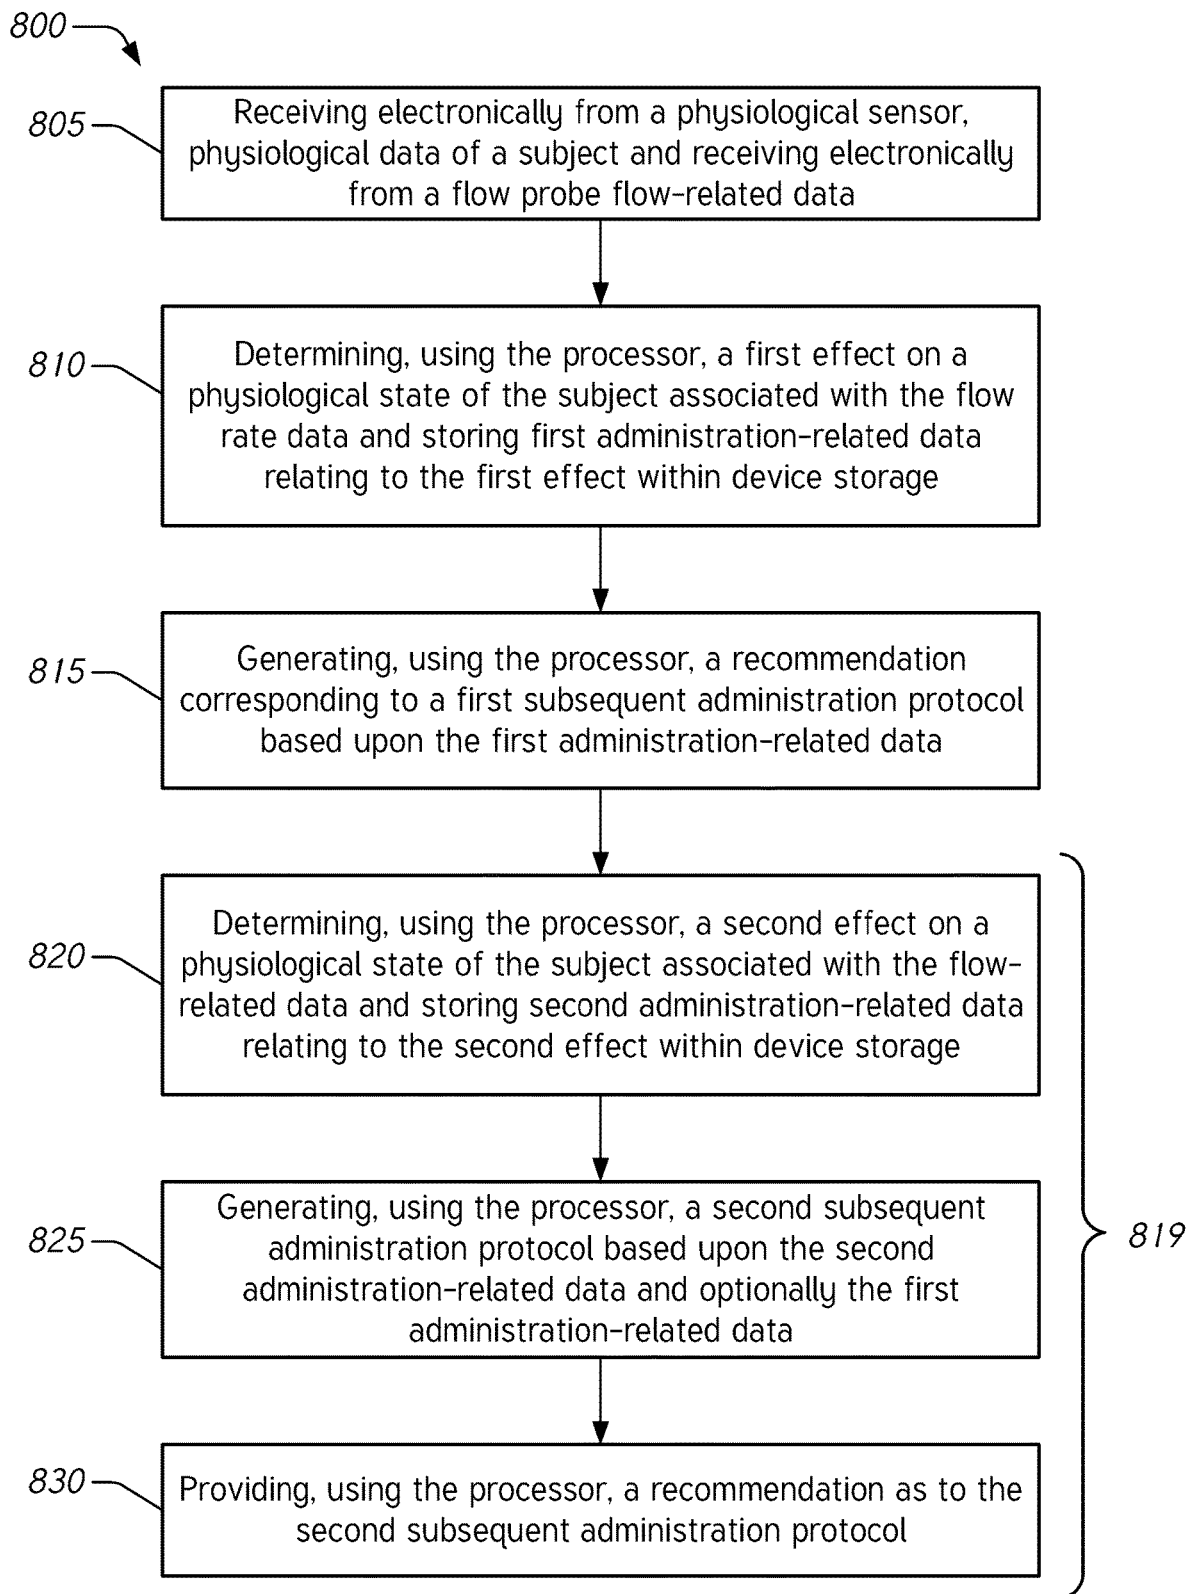 800
805
Receiving electronically from a physiological sensor,
physiological data of a subject and receiving electronically
from a flow probe flow-related data
810
Determining, using the processor, a first effect on a
physiological state of the subject associated with the flow
rate data and storing first administration-related data
relating to the first effect within device storage
815
Generating, using the processor, a recommendation
corresponding to a first subsequent administration protocol
based upon the first administration-related data
820
Determining, using the processor, a second effect on a
physiological state of the subject associated with the flow-
related data and storing second administration-related data
relating to the second effect within device storage
825
Generating, using the processor, a second subsequent
administration protocol based upon the second
administration-related data and optionally the first
administration-related data
819
830
Providing, using the processor, a recommendation as to the
second subsequent administration protocol